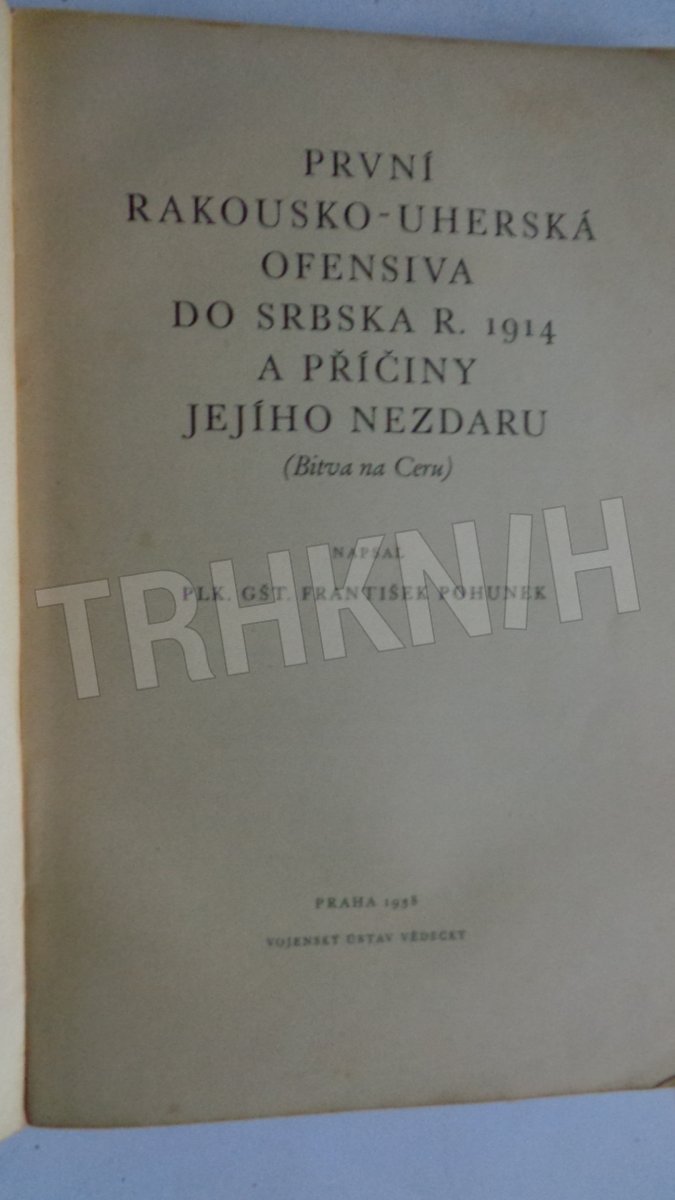 PRVNÍ
RAKOUSKO-UHERSKÁ
OFENSIVA
DO SRBSKA R. 1914
A PŘÍČINY
JEJÍHO NEZDARU
(Bitva na Ceru)
NAPSAL
PLK. GŠT. FRANTIŠEK POHUNEK
TRHKNIH
PRAHA 1938
VOJENSKÝ ÚSTAV VĚDECKÝ